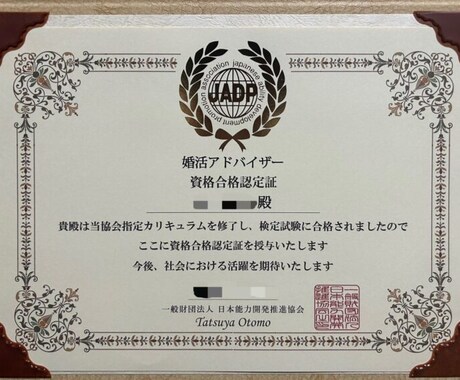 association japanese ability development promotion
JADP
婚活アドバイザー
資格合格認定証
殿
貴殿は当協会指定カリキュラムを修了し、検定試験に合格されましたので
ここに資格合格認定証を授与いたします
今後、社会における活躍を期待いたします
一般財団法人 日本能力開発推進協会
Tatsuya Otomo